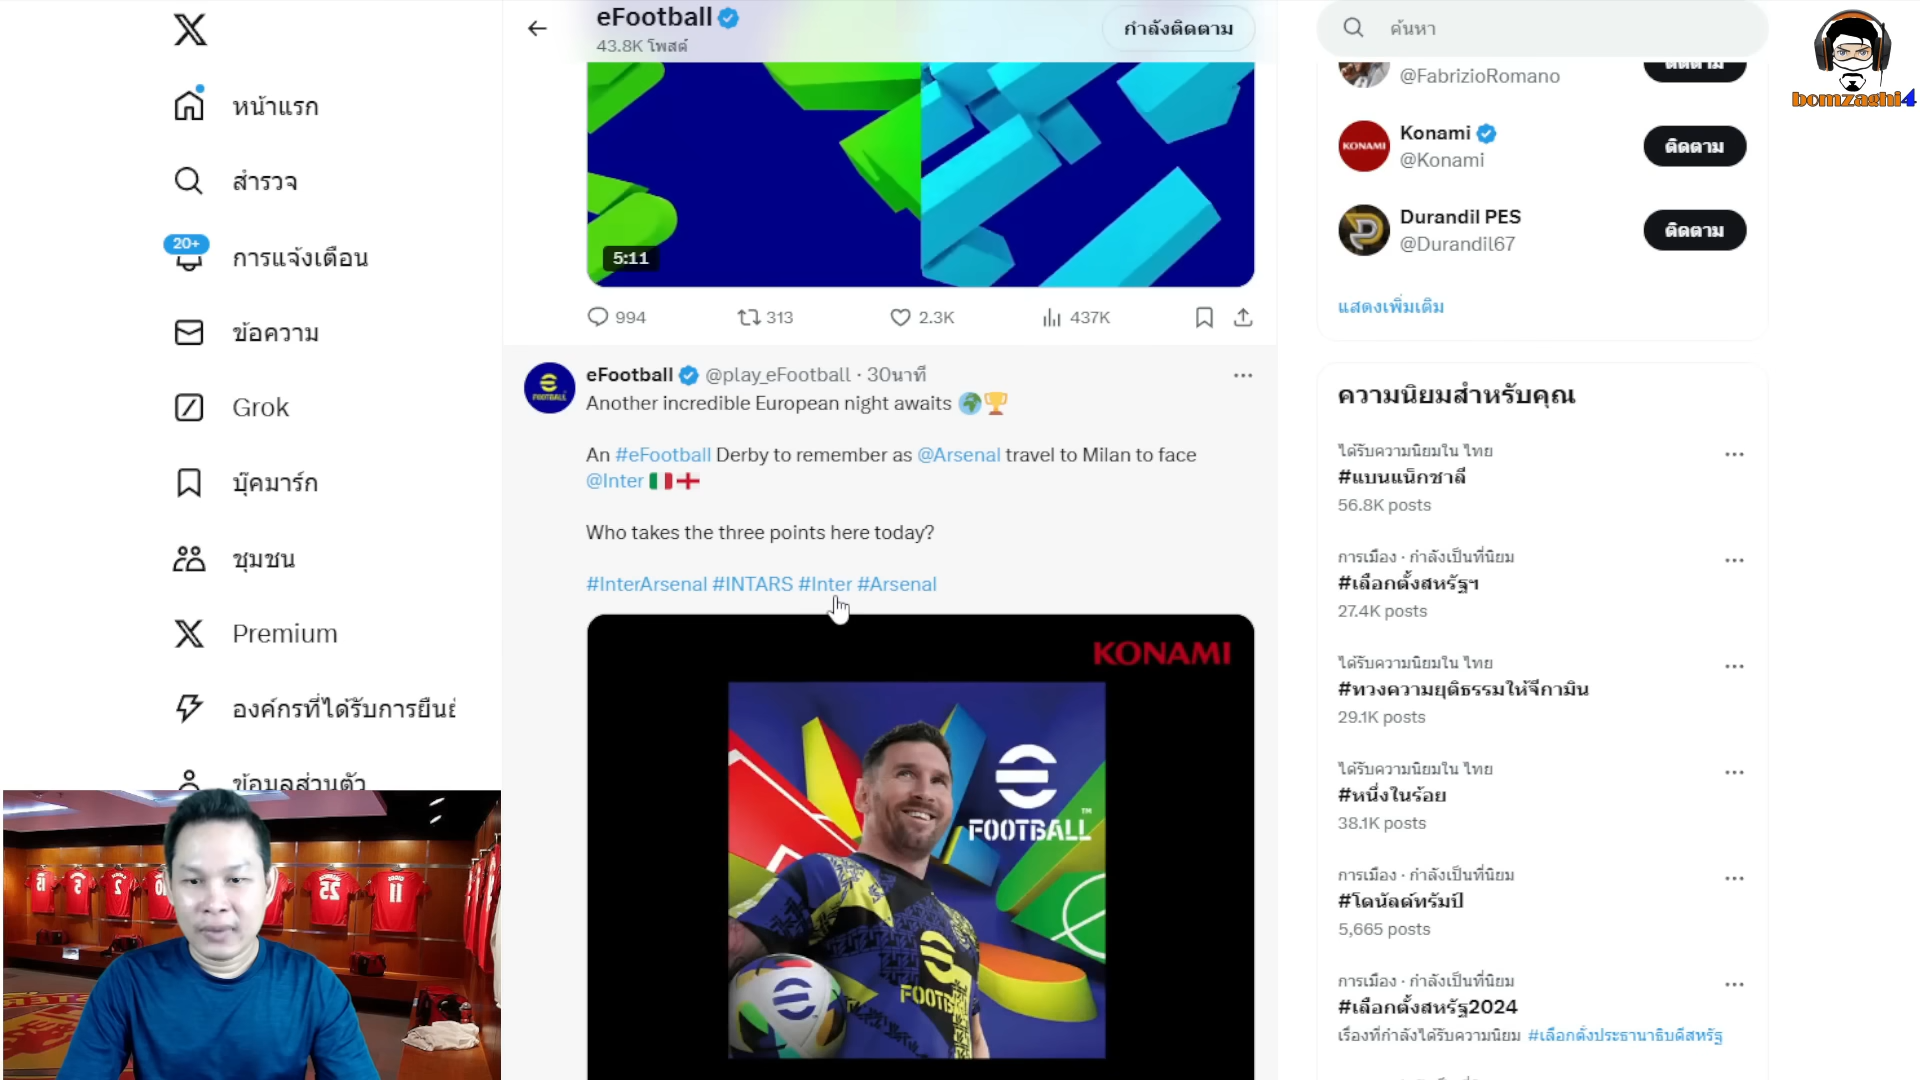 หน้าแรก
สำรวจ
20+
การแจ้งเตือน
ข้อความ
Grok
บุ๊คมาร์ก
ชุมชน
Premium
องค์กรที่ได้รับการยืนยั
ข้อมูลส่วนตัว
eFootball
43.8K โพสต์
กำลังติดตาม
5:11
994
313
2.3K
437K
eFootball @play_eFootball · 30นาที
Another incredible European night awaits
An #eFootball Derby to remember as @Arsenal travel to Milan to face
@Inter
Who takes the three points here today?
#InterArsenal #INTARS #Inter #Arsenal
KONAMI
FOOTBALL™
ค้นหา
@FabrizioRomano
ติดตาม
KONAMI
Konami
@Konami
ติดตาม
Durandil PES
@Durandil67
ติดตาม
แสดงเพิ่มเติม
ความนิยมสำหรับคุณ
ได้รับความนิยมใน ไทย
#แบนแน็กชาลี
56.8K posts
การเมือง · กำลังเป็นที่นิยม
#เลือกตั้งสหรัฐฯ
27.4K posts
ได้รับความนิยมใน ไทย
#ทวงความยุติธรรมให้จีกามิน
29.1K posts
ได้รับความนิยมใน ไทย
#หนึ่งในร้อย
38.1K posts
การเมือง · กำลังเป็นที่นิยม
#โดนัลด์ทรัมป์
5,665 posts
การเมือง · กำลังเป็นที่นิยม
#เลือกตั้งสหรัฐ2024
เรื่องที่กำลังได้รับความนิยม #เลือกตั้งประธานาธิบดีสหรัฐ
bomzaghi4